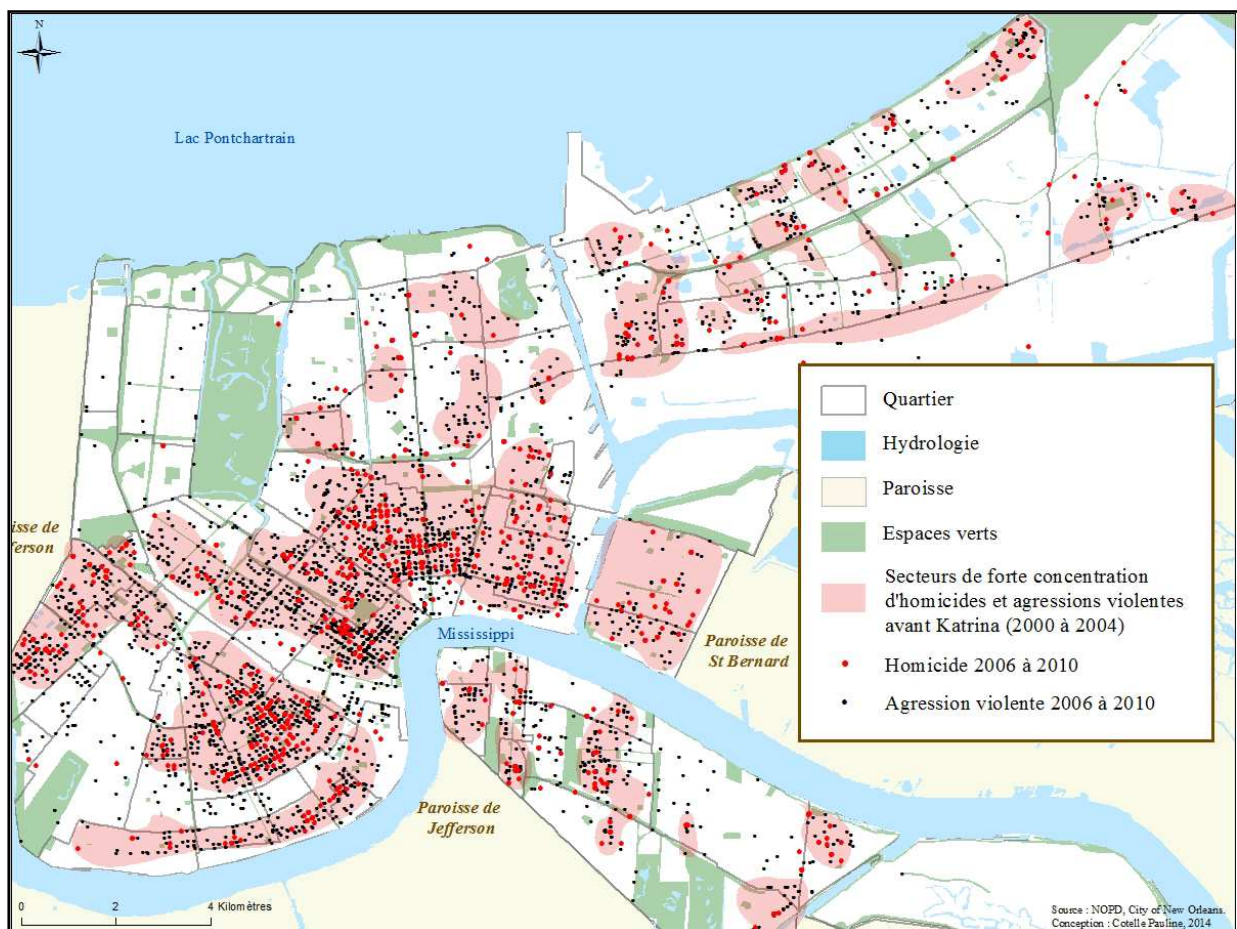 N
Lac Pontchartrain
Quartier
Hydrologie
Paroisse
Espaces verts
Secteurs de forte concentration
d'homicides et agressions violentes
avant Katrina (2000 à 2004)
Homicide 2006 à 2010
Agression violente 2006 à 2010
isse de
fferson
Mississippi
Paroisse de
St Bernard
Paroisse de
Jefferson
0 2 4 Kilomètres
Source : NOPD, City of New Orleans.
Conception : Cotelle Pauline, 2014